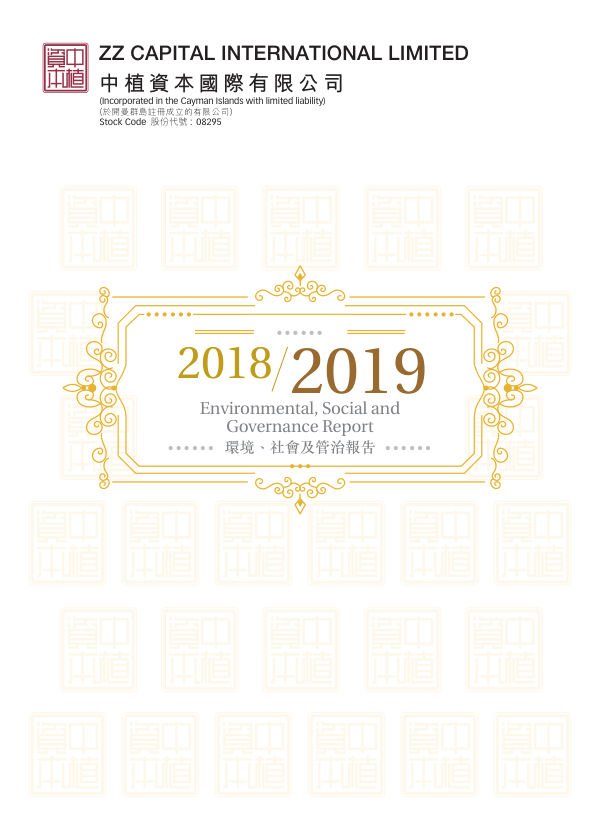 ZZ CAPITAL INTERNATIONAL LIMITED
中植資本國際有限公司
(Incorporated in the Cayman Islands with limited liability)
(於開曼群島註冊成立的有限公司)
Stock Code 股份代號 : 08295
2018/2019
Environmental, Social and
Governance Report
環境、社會及管治報告